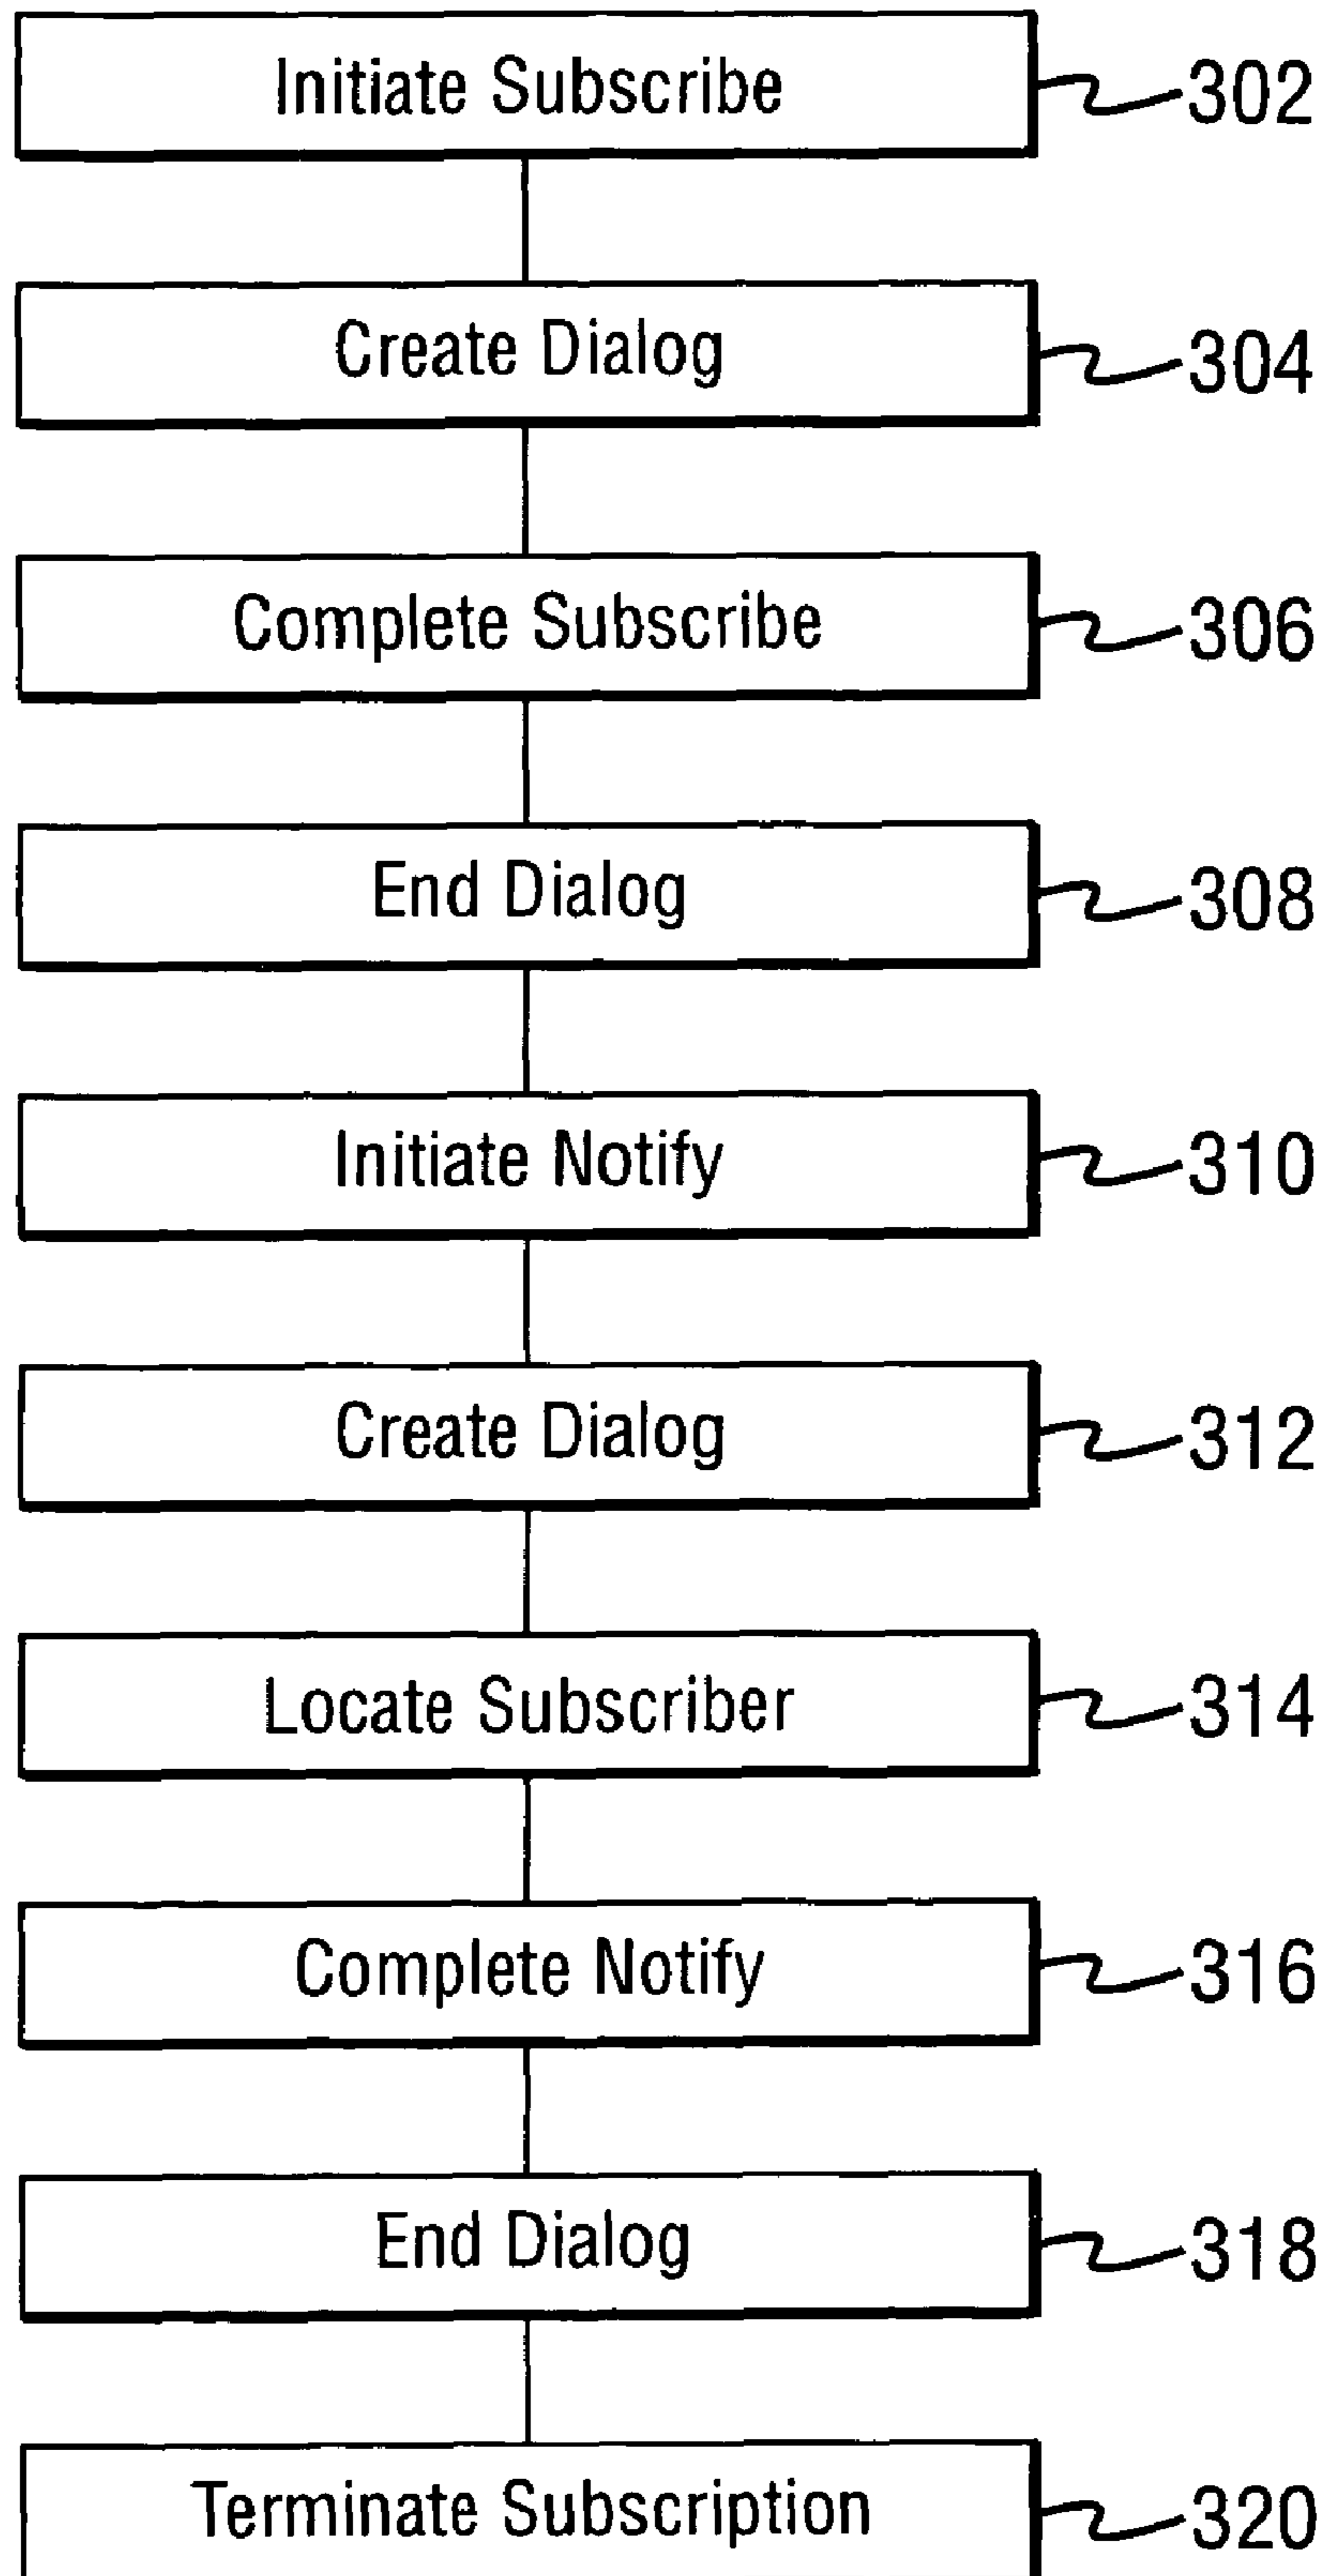 Initiate Subscribe 302
Create Dialog 304
Complete Subscribe 306
End Dialog 308
Initiate Notify 310
Create Dialog 312
Locate Subscriber 314
Complete Notify 316
End Dialog 318
Terminate Subscription 320